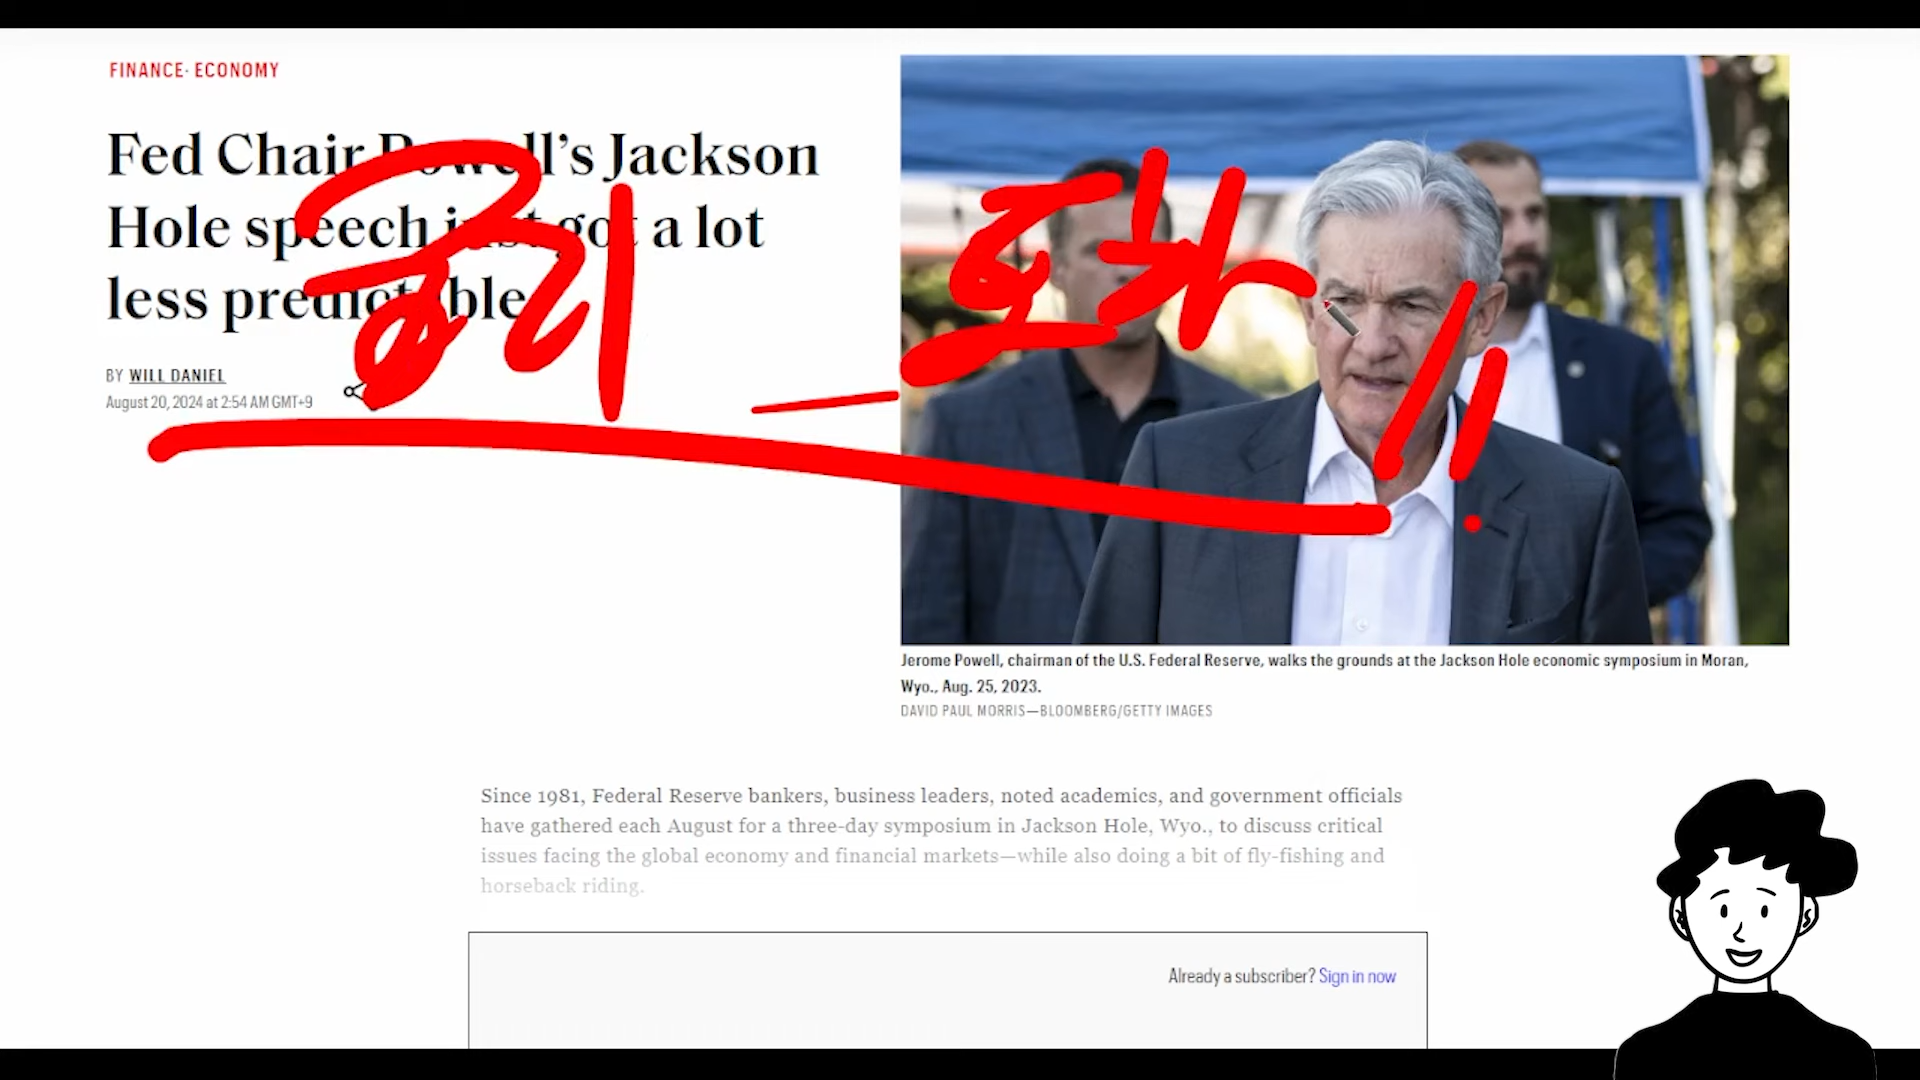 FINANCE· ECONOMY
Fed Chair Powell’s Jackson
Hole speech just got a lot
less predictable
BY WILL DANIEL
August 20, 2024 at 2:54 AM GMT+9
금리
!!
Jerome Powell, chairman of the U.S. Federal Reserve, walks the grounds at the Jackson Hole economic symposium in Moran,
Wyo., Aug. 25, 2023.
DAVID PAUL MORRIS—BLOOMBERG/GETTY IMAGES
Since 1981, Federal Reserve bankers, business leaders, noted academics, and government officials
have gathered each August for a three-day symposium in Jackson Hole, Wyo., to discuss critical
issues facing the global economy and financial markets—while also doing a bit of fly-fishing and
horseback riding.
Already a subscriber? Sign in now